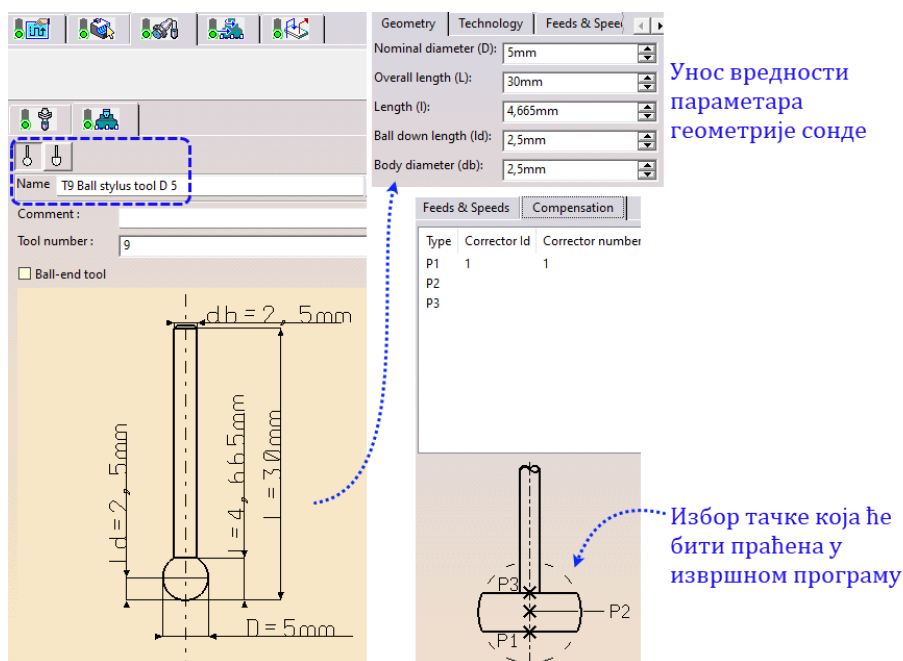 Geometry Technology Feeds & Spee
Nominal diameter (D): 5mm
Overall length (L): 30mm
Length (l): 4,665mm
Ball down length (ld): 2,5mm
Body diameter (db): 2,5mm
Унос вредности
параметара
геометрије сонде
Name T9 Ball stylus tool D 5
Comment :
Tool number : 9
Ball-end tool
db=2, 5mm
ld=2, 5mm
l=4, 665mm
L=30mm
D=5mm
Feeds & Speeds Compensation
Type Corrector Id Corrector number
P1 1 1
P2
P3
P3
P2
P1
Избор тачке која ће
бити праћена у
извршном програму